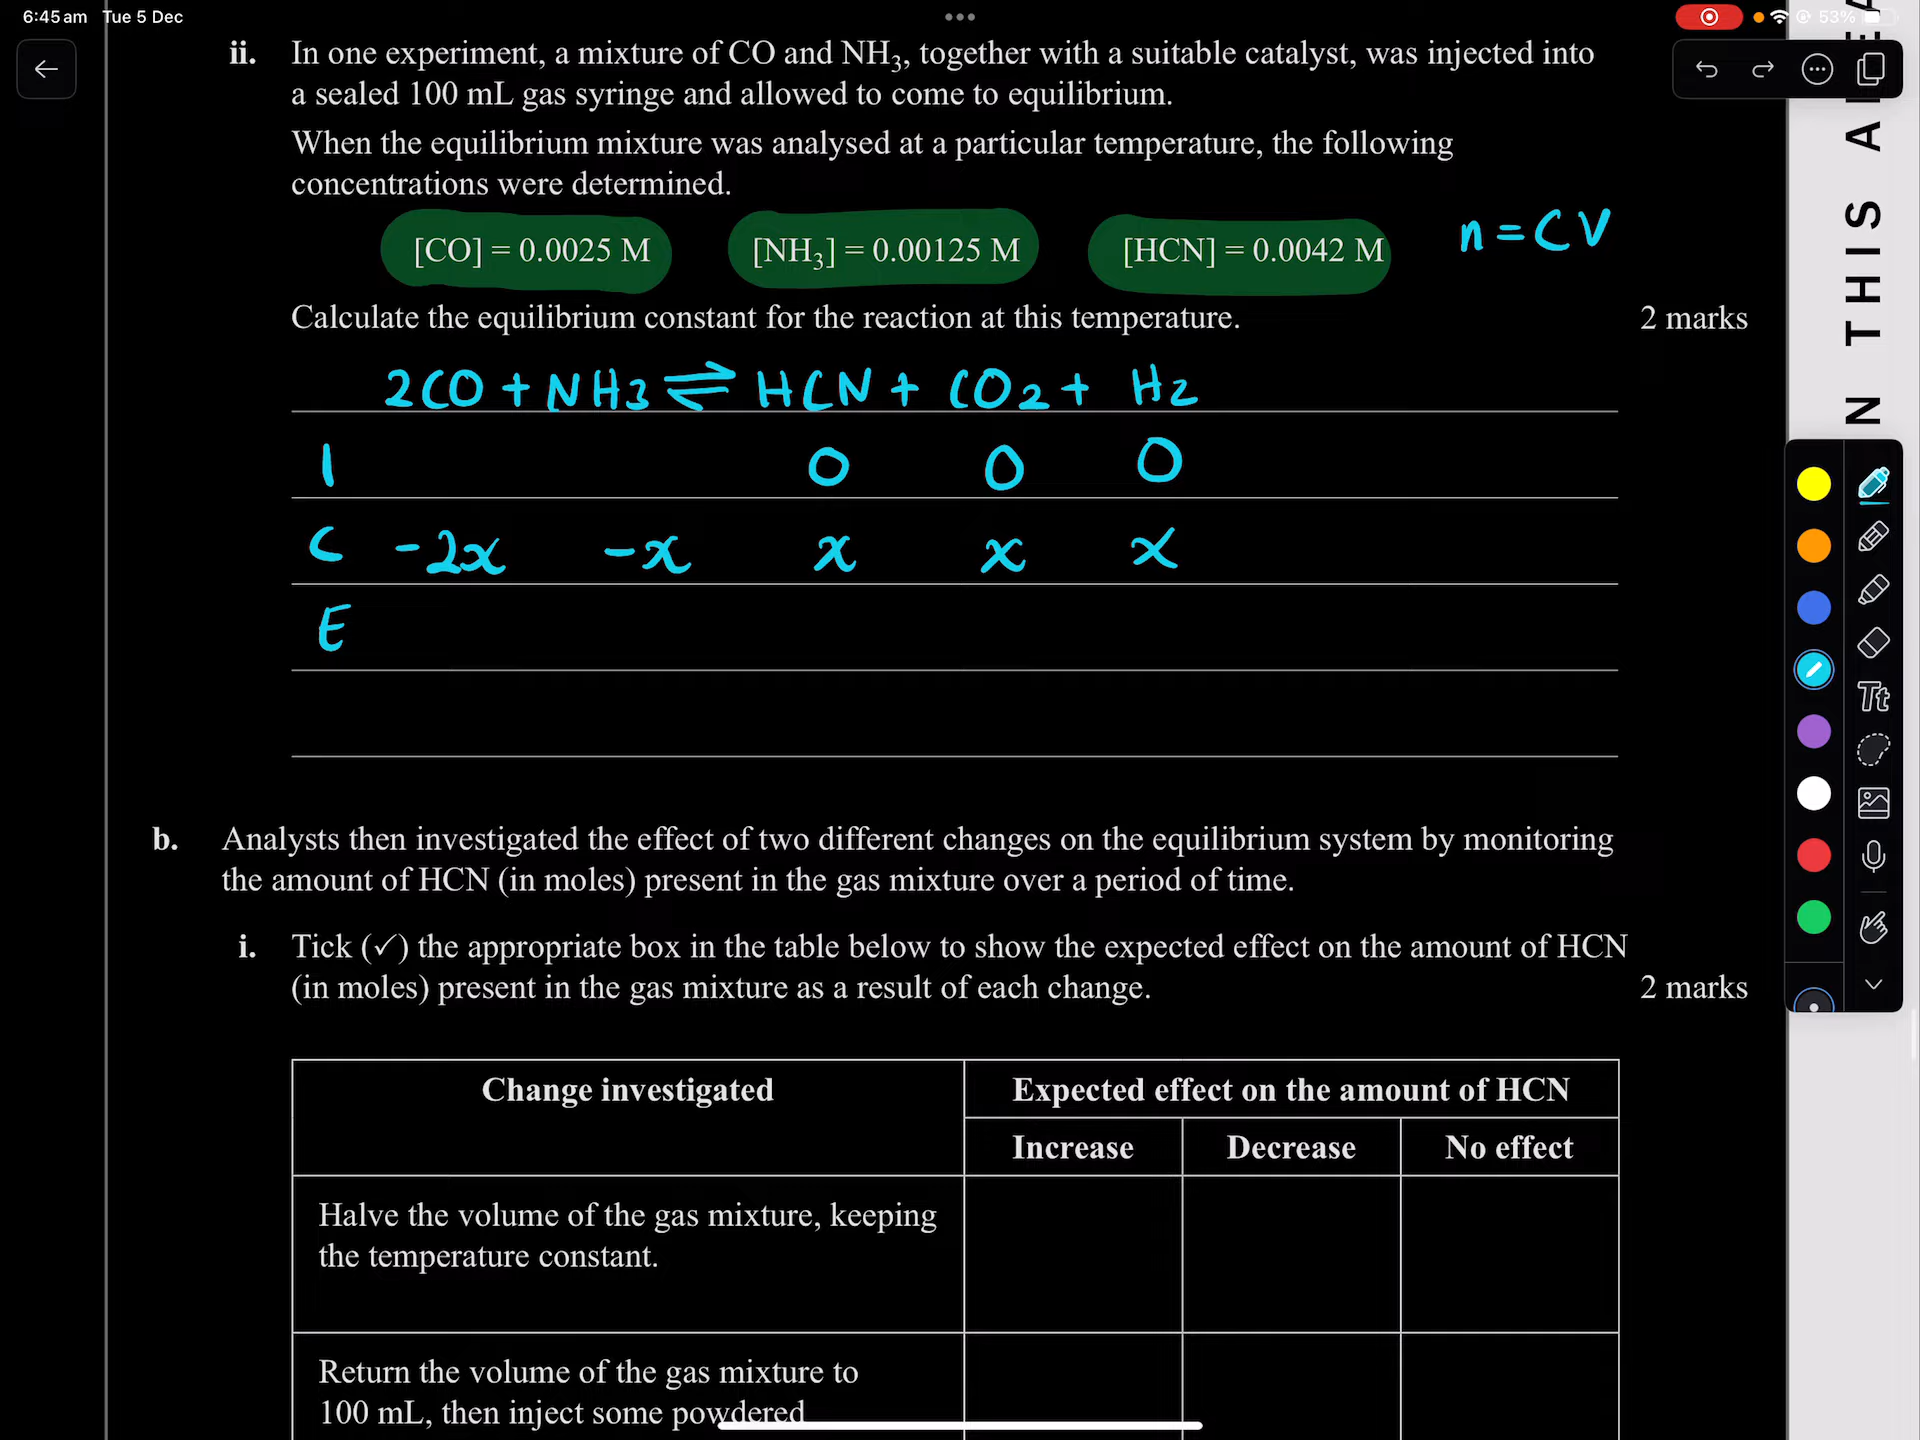 6:45 am Tue 5 Dec
53%
ii. In one experiment, a mixture of CO and NH₃, together with a suitable catalyst, was injected into
a sealed 100 mL gas syringe and allowed to come to equilibrium.
When the equilibrium mixture was analysed at a particular temperature, the following
concentrations were determined.
[CO] = 0.0025 M [NH₃] = 0.00125 M [HCN] = 0.0042 M n = CV
Calculate the equilibrium constant for the reaction at this temperature. 2 marks
2CO + NH3 ⇌ HCN + CO2 + H2
I 0 0 0
C -2x -x x x x
E
b. Analysts then investigated the effect of two different changes on the equilibrium system by monitoring
the amount of HCN (in moles) present in the gas mixture over a period of time.
i. Tick (✓) the appropriate box in the table below to show the expected effect on the amount of HCN
(in moles) present in the gas mixture as a result of each change. 2 marks
Change investigated Expected effect on the amount of HCN
Increase Decrease No effect
Halve the volume of the gas mixture, keeping
the temperature constant.
Return the volume of the gas mixture to
100 mL, then inject some powdered
N THIS A
Tt